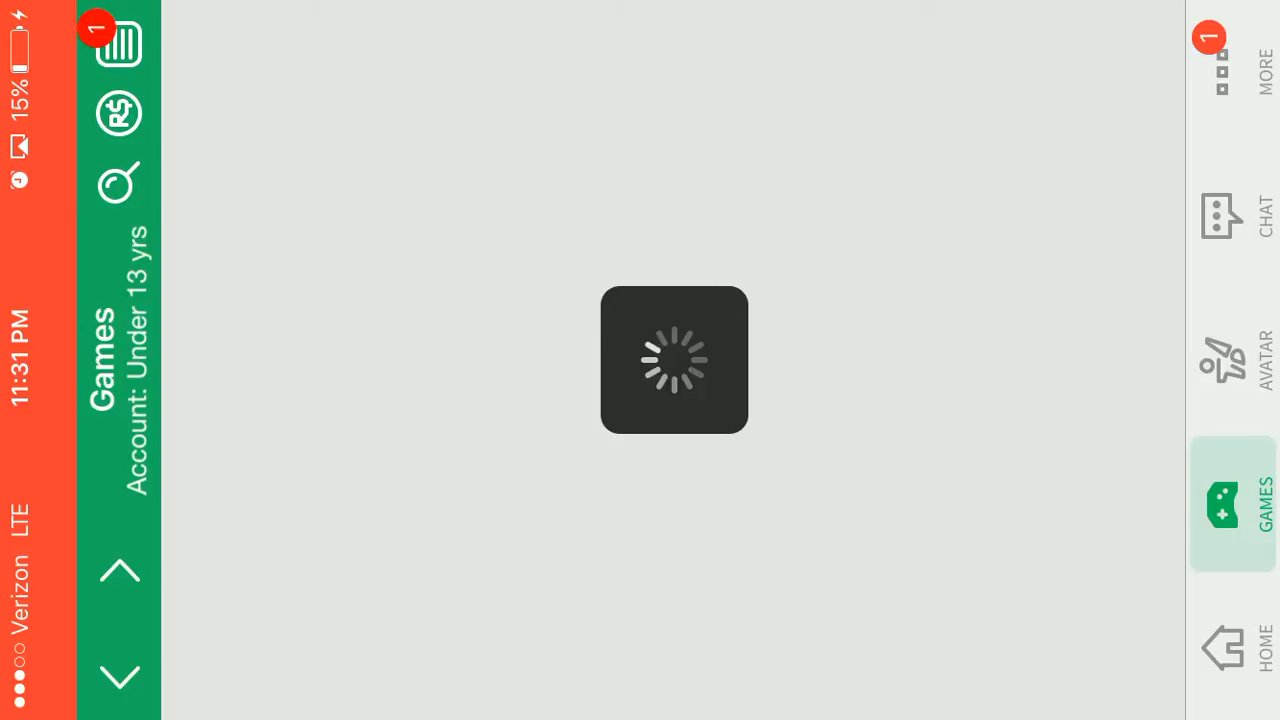 ●●●○○ Verizon LTE 11:31 PM 15%
Games
Account: Under 13 yrs
R$
1
HOME
GAMES
AVATAR
CHAT
MORE
1